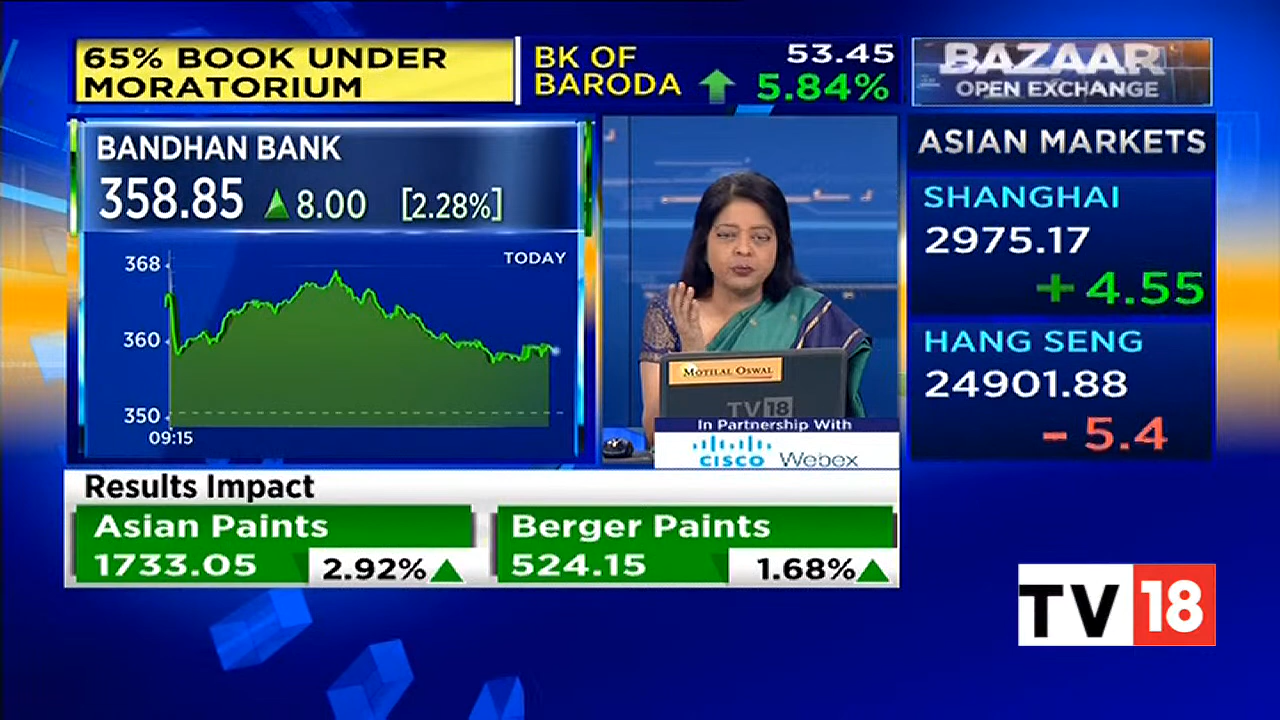 65% BOOK UNDER
MORATORIUM
BK OF
BARODA
53.45
5.84%
BAZAAR
OPEN EXCHANGE
BANDHAN BANK
358.85 ▲ 8.00 [2.28%]
TODAY
368
360
350
09:15
MOTILAL OSWAL
TV18
In Partnership With
CISCO Webex
ASIAN MARKETS
SHANGHAI
2975.17
+ 4.55
HANG SENG
24901.88
- 5.4
Results Impact
Asian Paints
1733.05 2.92% ▲
Berger Paints
524.15 1.68% ▲
TV18